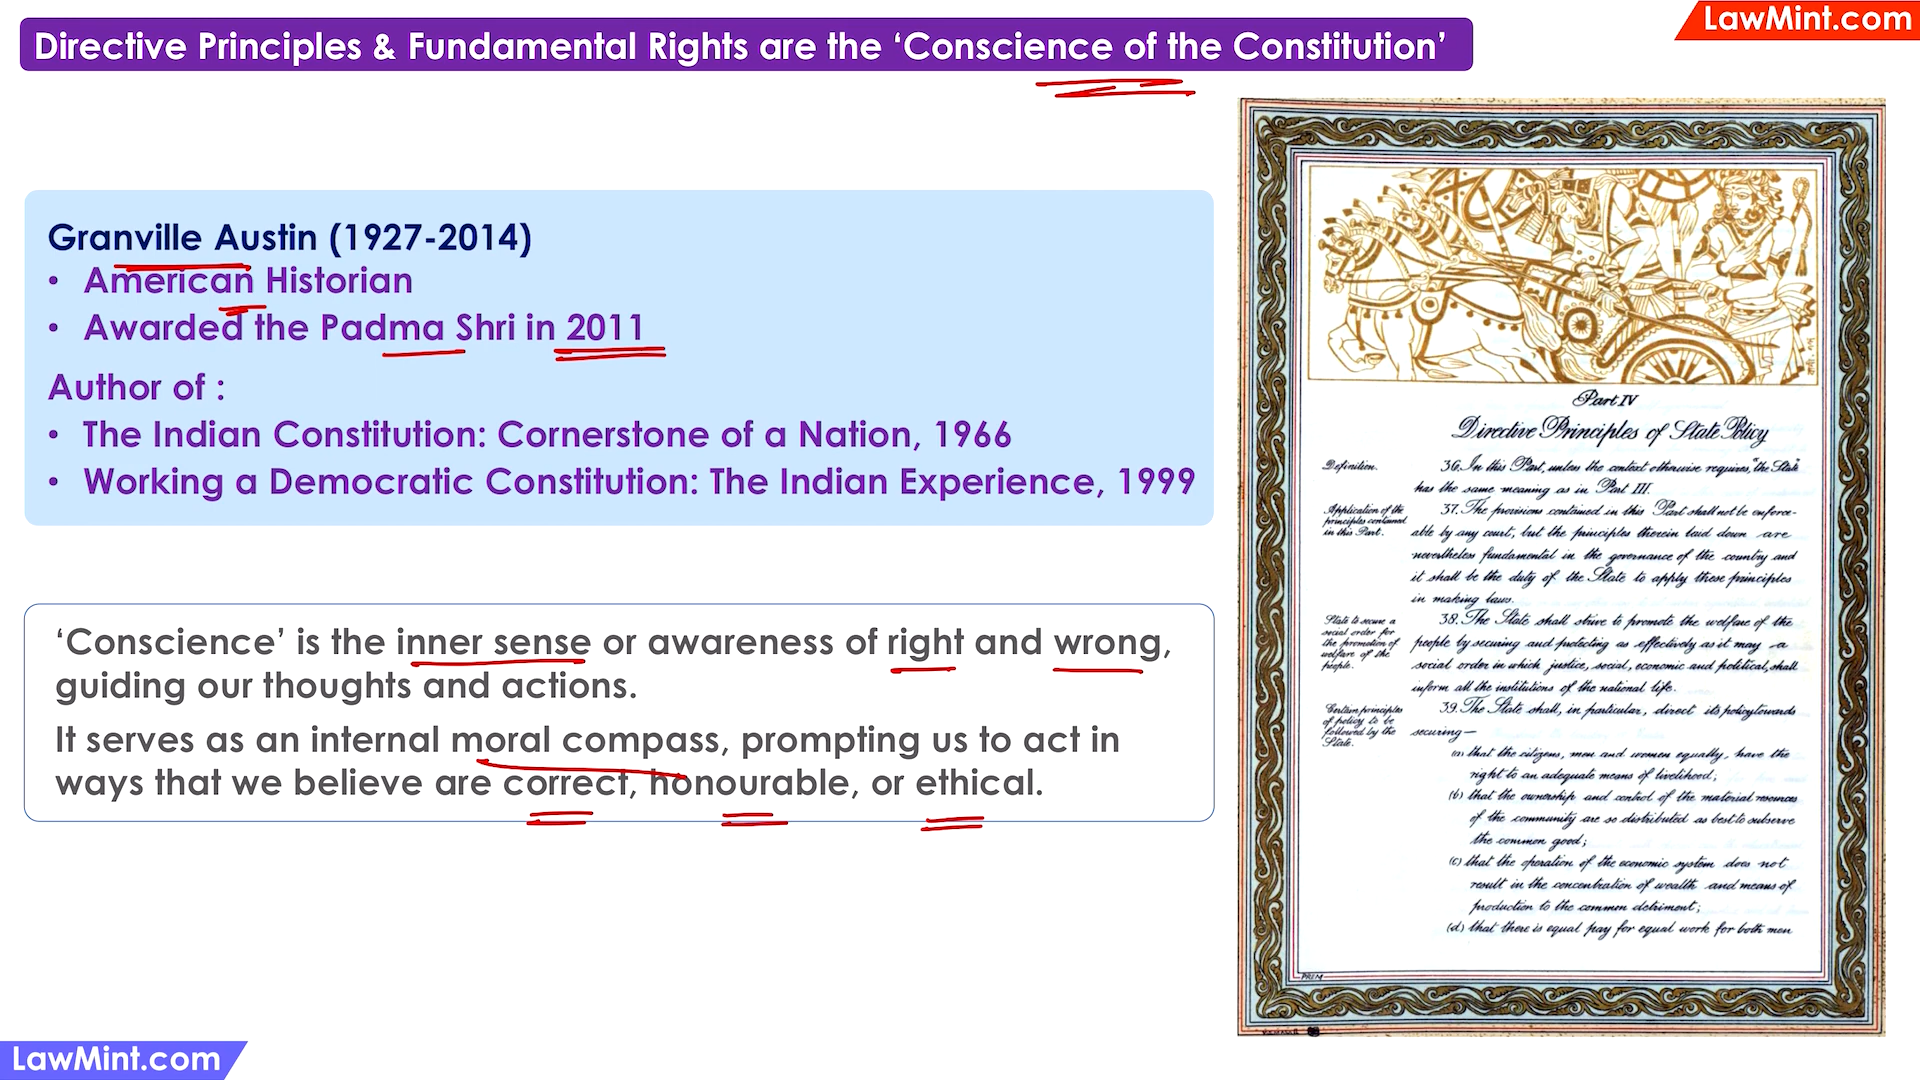 Directive Principles & Fundamental Rights are the ‘Conscience of the Constitution’
LawMint.com
Granville Austin (1927-2014)
• American Historian
• Awarded the Padma Shri in 2011
Author of :
• The Indian Constitution: Cornerstone of a Nation, 1966
• Working a Democratic Constitution: The Indian Experience, 1999
‘Conscience’ is the inner sense or awareness of right and wrong,
guiding our thoughts and actions.
It serves as an internal moral compass, prompting us to act in
ways that we believe are correct, honourable, or ethical.
Part IV
Directive Principles of State Policy
Definition.
36. In this Part, unless the context otherwise requires, "the State"
has the same meaning as in Part III.
Application of the
principles contained
in this Part.
37. The provisions contained in this Part shall not be enforce-
able by any court, but the principles therein laid down are
nevertheless fundamental in the governance of the country and
it shall be the duty of the State to apply these principles
in making laws.
State to secure a
social order for
the promotion of
welfare of the
people.
38. The State shall strive to promote the welfare of the
people by securing and protecting as effectively as it may a
social order in which justice, social, economic and political, shall
inform all the institutions of the national life.
Certain principles
of policy to be
followed by the
State.
39. The State shall, in particular, direct its policy towards
securing—
(a) that the citizens, men and women equally, have the
right to an adequate means of livelihood;
(b) that the ownership and control of the material resources
of the community are so distributed as best to subserve
the common good;
(c) that the operation of the economic system does not
result in the concentration of wealth and means of
production to the common detriment;
(d) that there is equal pay for equal work for both men
PREM
LawMint.com